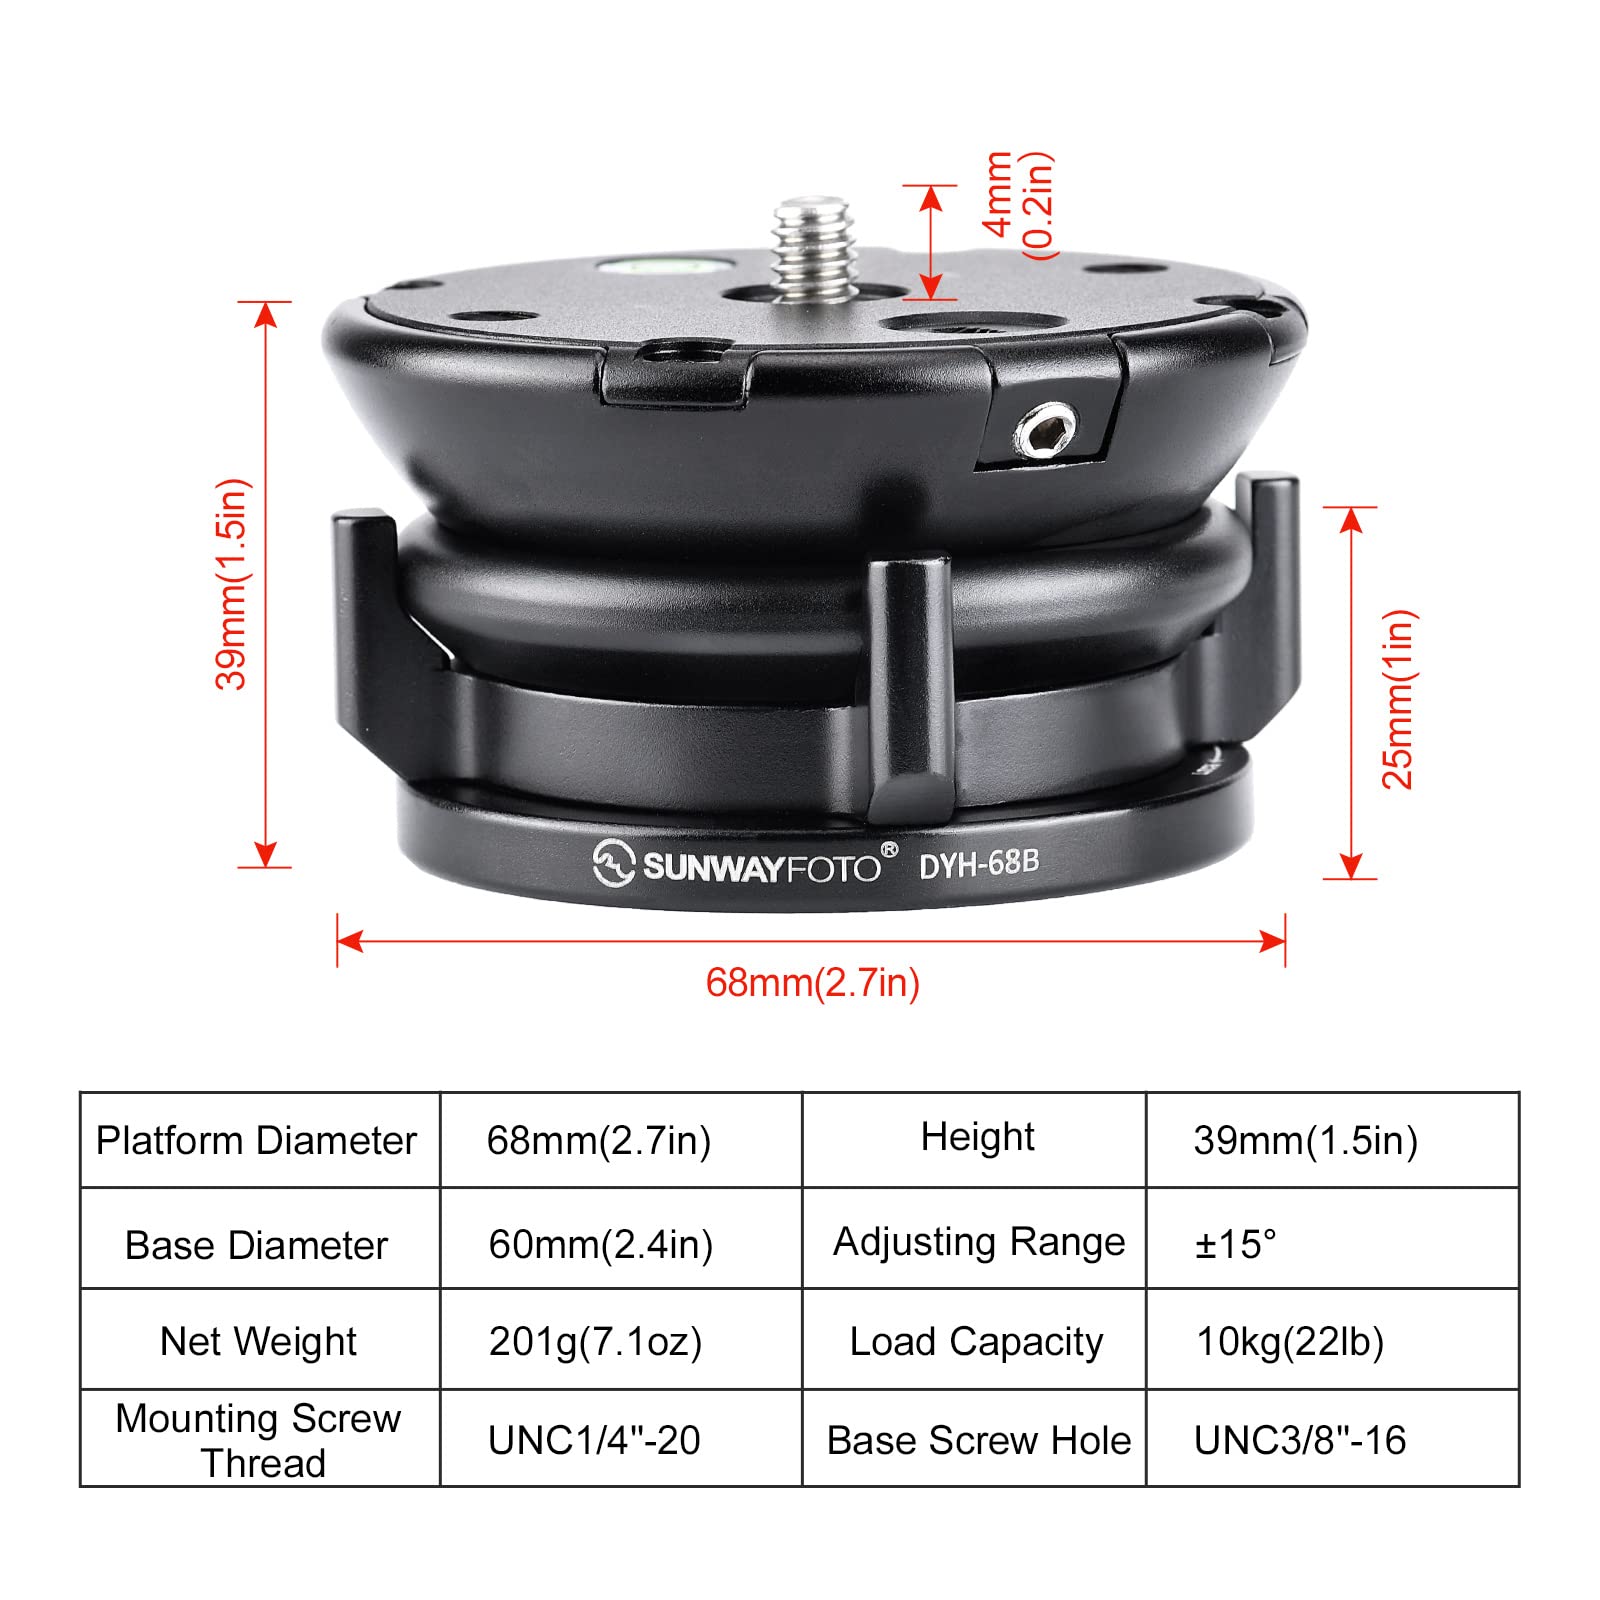 4mm
(0.2in)
39mm(1.5in)
25mm(1in)
SUNWAYFOTO® DYH-68B
68mm(2.7in)
Platform Diameter 68mm(2.7in) Height 39mm(1.5in)
Base Diameter 60mm(2.4in) Adjusting Range ±15°
Net Weight 201g(7.1oz) Load Capacity 10kg(22lb)
Mounting Screw
Thread UNC1/4"-20 Base Screw Hole UNC3/8"-16